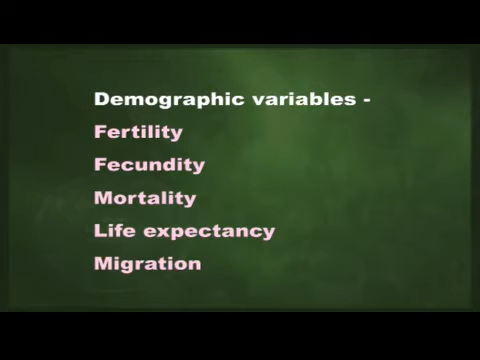 Demographic variables -
Fertility
Fecundity
Mortality
Life expectancy
Migration